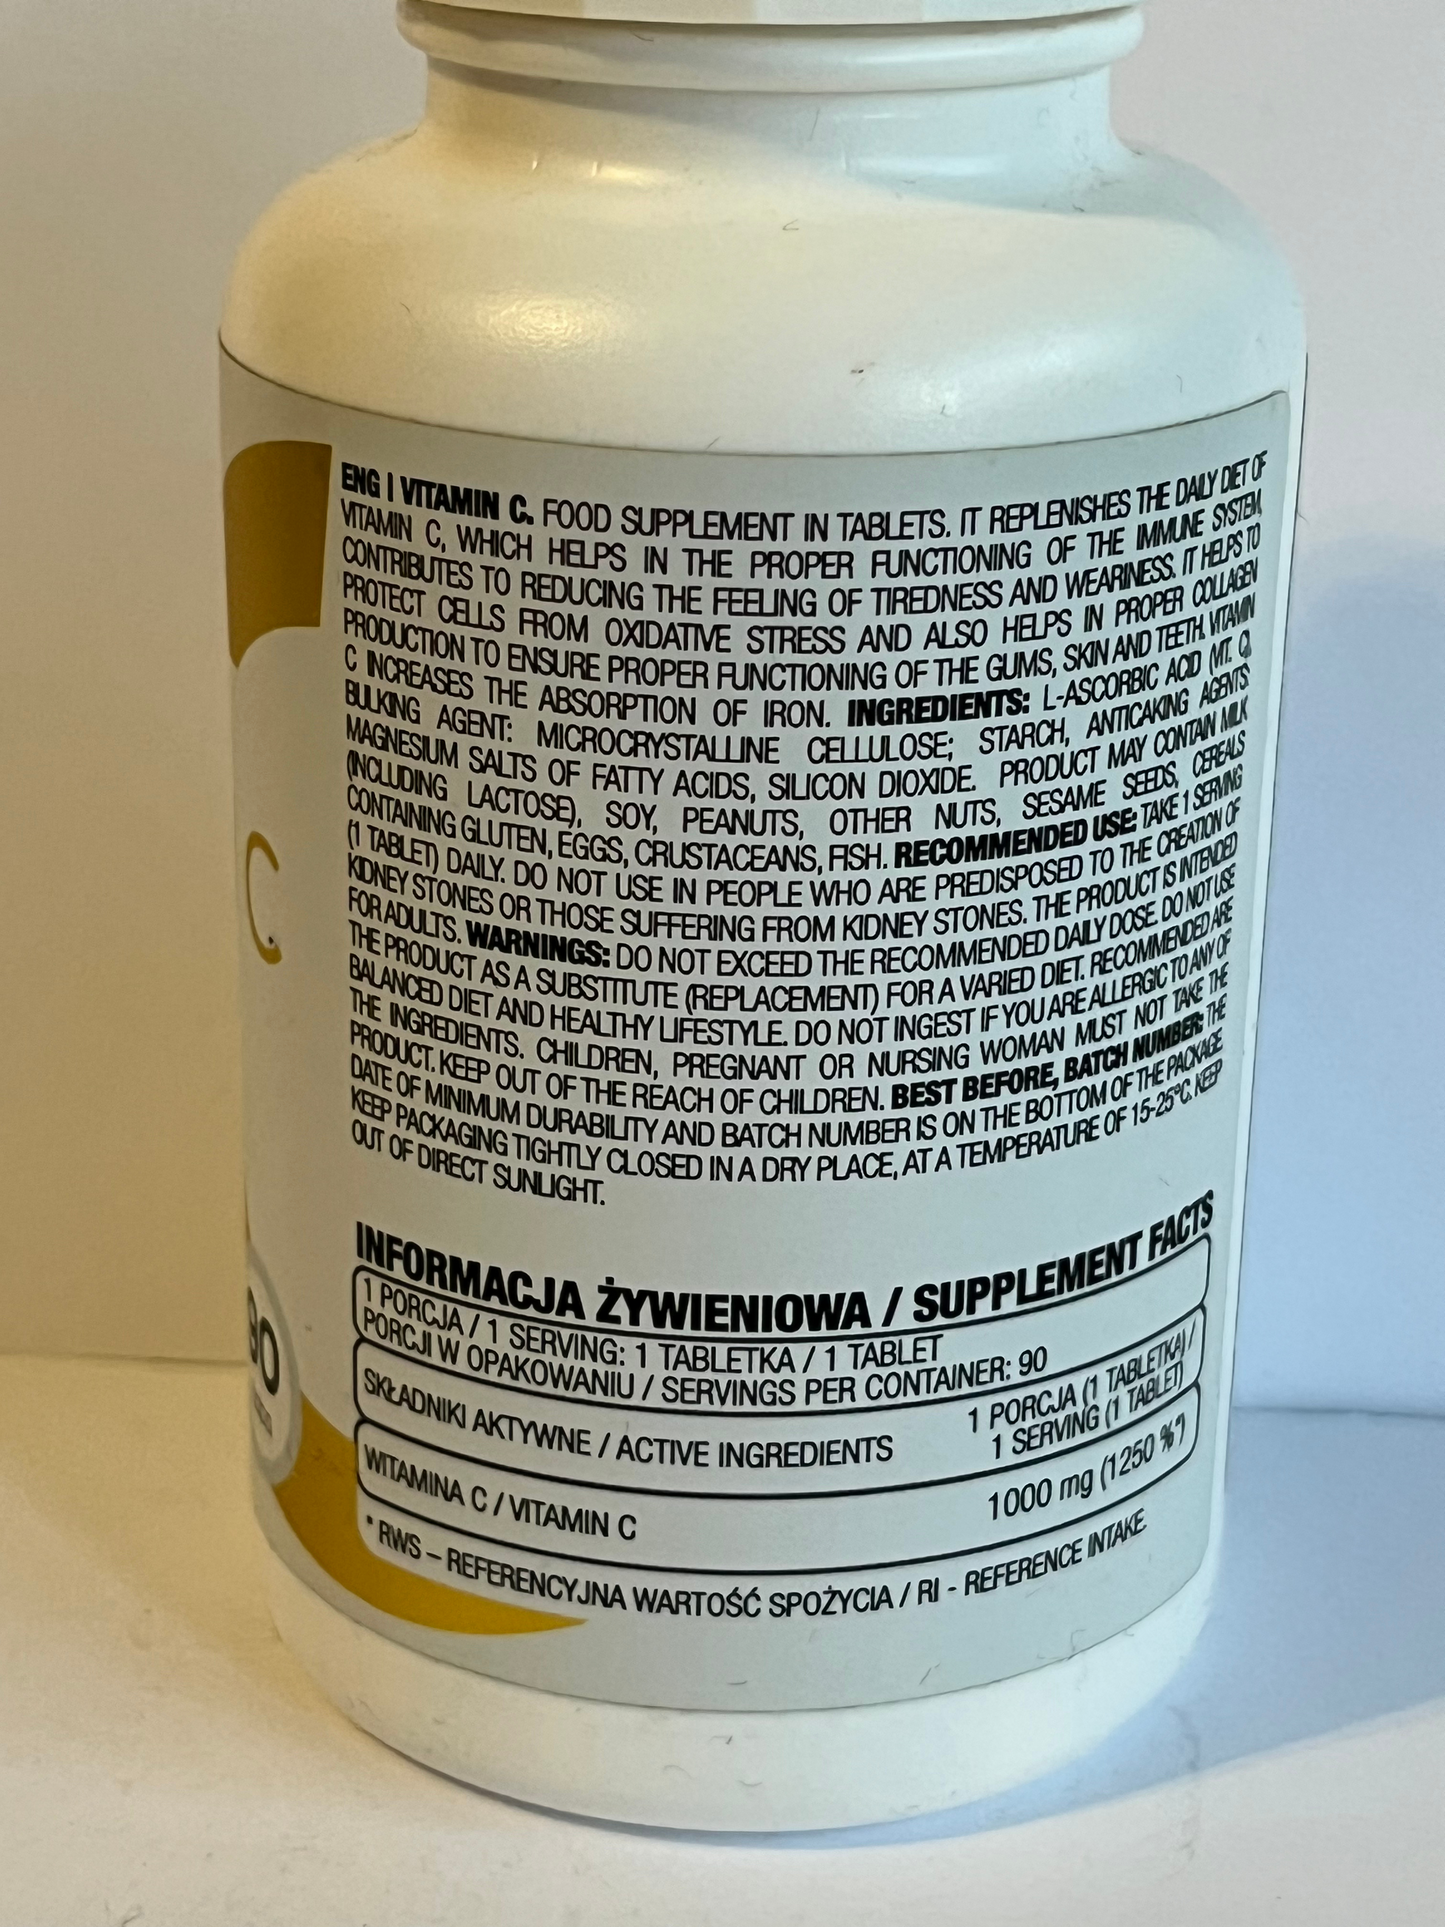 ENG | VITAMIN C. FOOD SUPPLEMENT IN TABLETS. IT REPLENISHES THE DAILY DIET OF
VITAMIN C, WHICH HELPS IN THE PROPER FUNCTIONING OF THE IMMUNE SYSTEM,
CONTRIBUTES TO REDUCING THE FEELING OF TIREDNESS AND WEARINESS. IT HELPS TO
PROTECT CELLS FROM OXIDATIVE STRESS AND ALSO HELPS IN PROPER COLLAGEN
PRODUCTION TO ENSURE PROPER FUNCTIONING OF THE GUMS, SKIN AND TEETH. VITAMIN
C INCREASES THE ABSORPTION OF IRON. INGREDIENTS: L-ASCORBIC ACID (VIT. C),
BULKING AGENT: MICROCRYSTALLINE CELLULOSE; STARCH, ANTICAKING AGENTS:
MAGNESIUM SALTS OF FATTY ACIDS, SILICON DIOXIDE. PRODUCT MAY CONTAIN MILK
(INCLUDING LACTOSE), SOY, PEANUTS, OTHER NUTS, SESAME SEEDS, CEREALS
CONTAINING GLUTEN, EGGS, CRUSTACEANS, FISH. RECOMMENDED USE: TAKE 1 SERVING
(1 TABLET) DAILY. DO NOT USE IN PEOPLE WHO ARE PREDISPOSED TO THE CREATION OF
KIDNEY STONES OR THOSE SUFFERING FROM KIDNEY STONES. THE PRODUCT IS INTENDED
FOR ADULTS. WARNINGS: DO NOT EXCEED THE RECOMMENDED DAILY DOSE. DO NOT USE
THE PRODUCT AS A SUBSTITUTE (REPLACEMENT) FOR A VARIED DIET. RECOMMENDED ARE
BALANCED DIET AND HEALTHY LIFESTYLE. DO NOT INGEST IF YOU ARE ALLERGIC TO ANY OF
THE INGREDIENTS. CHILDREN, PREGNANT OR NURSING WOMAN MUST NOT TAKE THE
PRODUCT. KEEP OUT OF THE REACH OF CHILDREN. BEST BEFORE, BATCH NUMBER: THE
DATE OF MINIMUM DURABILITY AND BATCH NUMBER IS ON THE BOTTOM OF THE PACKAGE
KEEP PACKAGING TIGHTLY CLOSED IN A DRY PLACE, AT A TEMPERATURE OF 15-25°C. KEEP
OUT OF DIRECT SUNLIGHT.
C
90
INFORMACJA ŻYWIENIOWA / SUPPLEMENT FACTS
1 PORCJA / 1 SERVING: 1 TABLETKA / 1 TABLET
PORCJI W OPAKOWANIU / SERVINGS PER CONTAINER: 90
SKŁADNIKI AKTYWNE / ACTIVE INGREDIENTS 1 PORCJA (1 TABLETKA) /
1 SERVING (1 TABLET)
WITAMINA C / VITAMIN C 1000 mg (1250 %*)
* RWS – REFERENCYJNA WARTOŚĆ SPOŻYCIA / RI - REFERENCE INTAKE.